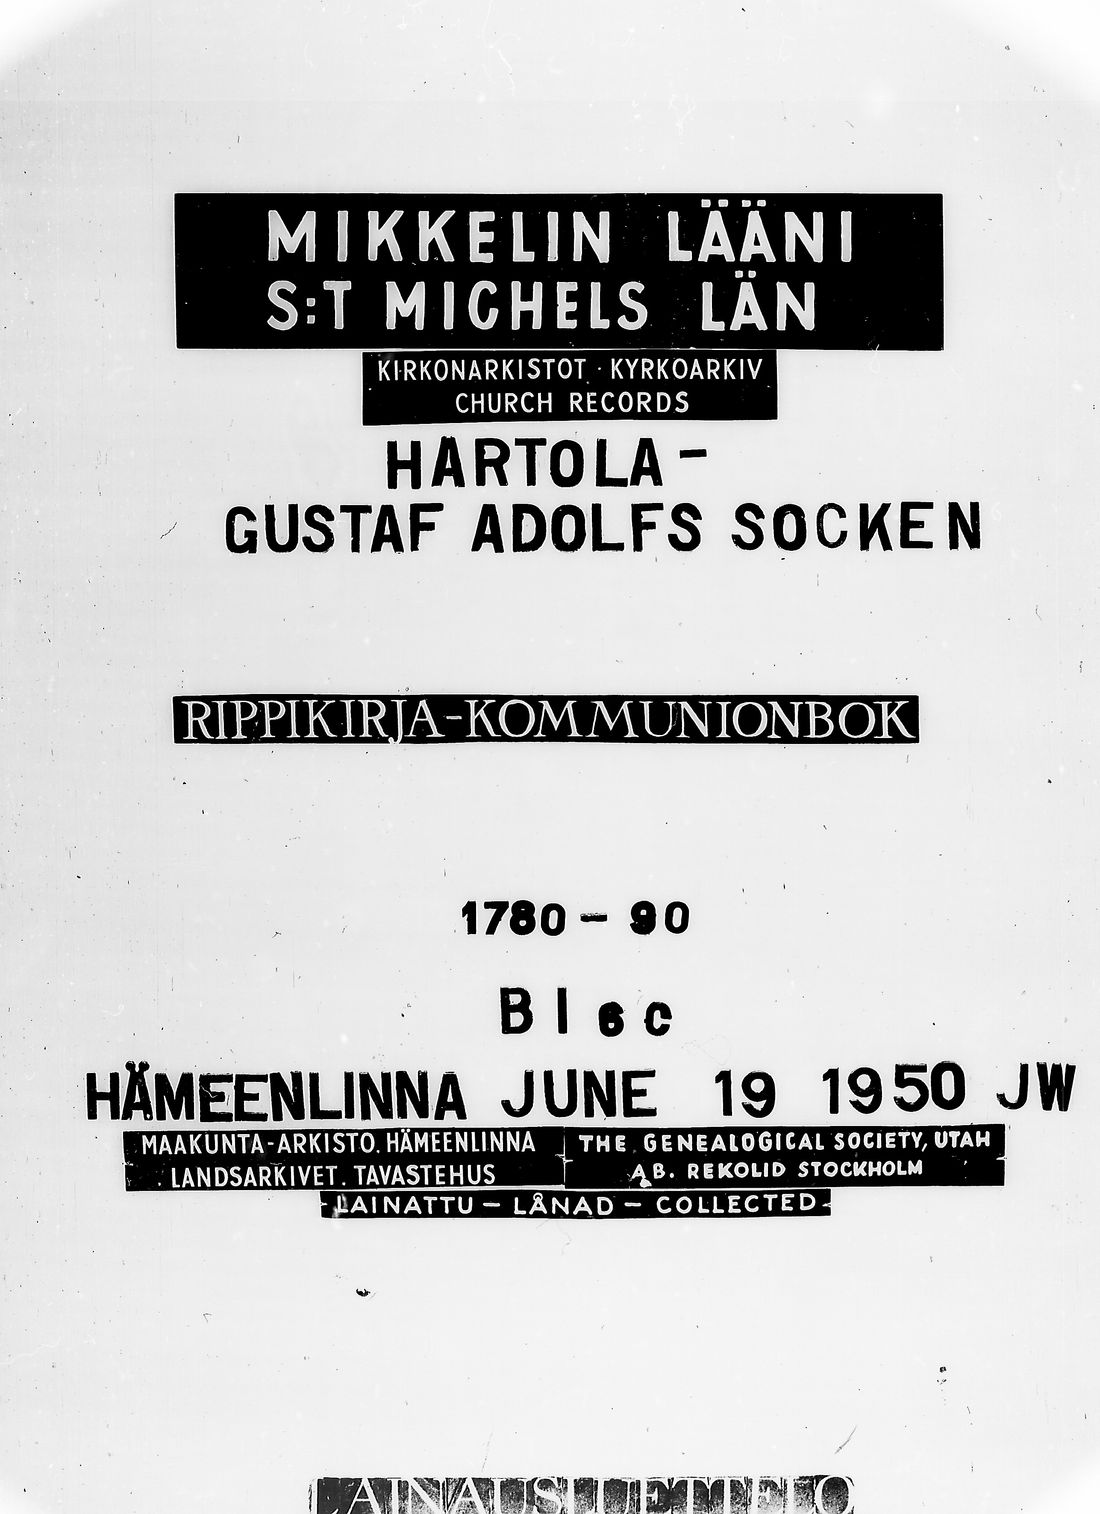 MIKKELIN LÄÄNI
S:T MICHELS LÄN
KIRKONARKISTOT · KYRKOARKIV
CHURCH RECORDS
HARTOLA -
GUSTAF ADOLFS SOCKEN
RIPPIKIRJA-KOMMUNIONBOK
1780 - 90
B I 6 C
HÄMEENLINNA JUNE 19 1950 JW
MAAKUNTA-ARKISTO. HÄMEENLINNA
LANDSARKIVET. TAVASTEHUS
THE GENEALOGICAL SOCIETY, UTAH
AB. REKOLID STOCKHOLM
LAINATTU - LÅNAD - COLLECTED
LAINAUSLUETTELO